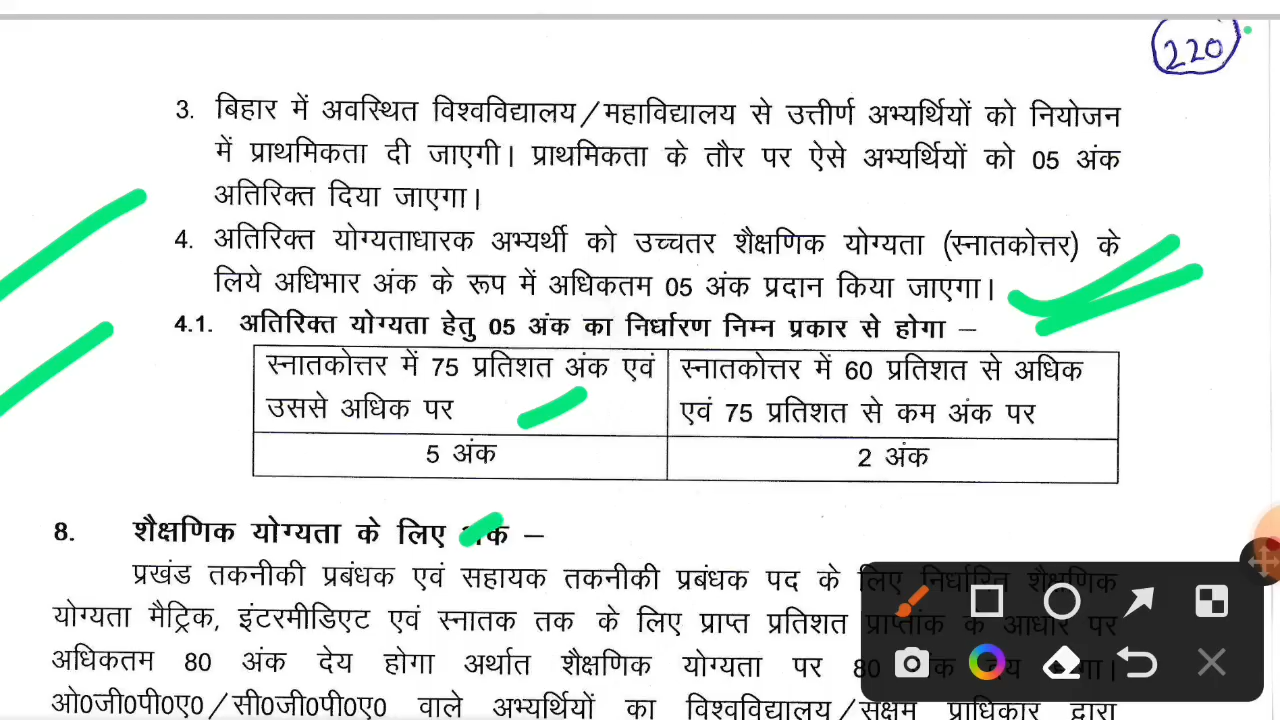 220
3. बिहार में अवस्थित विश्वविद्यालय/महाविद्यालय से उत्तीर्ण अभ्यर्थियों को नियोजन
में प्राथमिकता दी जाएगी। प्राथमिकता के तौर पर ऐसे अभ्यर्थियों को 05 अंक
अतिरिक्त दिया जाएगा।
4. अतिरिक्त योग्यताधारक अभ्यर्थी को उच्चतर शैक्षणिक योग्यता (स्नातकोत्तर) के
लिये अधिभार अंक के रूप में अधिकतम 05 अंक प्रदान किया जाएगा।
4.1. अतिरिक्त योग्यता हेतु 05 अंक का निर्धारण निम्न प्रकार से होगा –
स्नातकोत्तर में 75 प्रतिशत अंक एवं
उससे अधिक पर
स्नातकोत्तर में 60 प्रतिशत से अधिक
एवं 75 प्रतिशत से कम अंक पर
5 अंक
2 अंक
8. शैक्षणिक योग्यता के लिए अंक –
प्रखंड तकनीकी प्रबंधक एवं सहायक तकनीकी प्रबंधक पद के लिए निर्धारित शैक्षणिक
योग्यता मैट्रिक, इंटरमीडिएट एवं स्नातक तक के लिए प्राप्त प्रतिशत प्राप्तांक के आधार पर
अधिकतम 80 अंक देय होगा अर्थात शैक्षणिक योग्यता पर 80 अंक देय होगा।
ओ0जी0पी0ए0/सी0जी0पी0ए0 वाले अभ्यर्थियों का विश्वविद्यालय/सक्षम प्राधिकार द्वारा